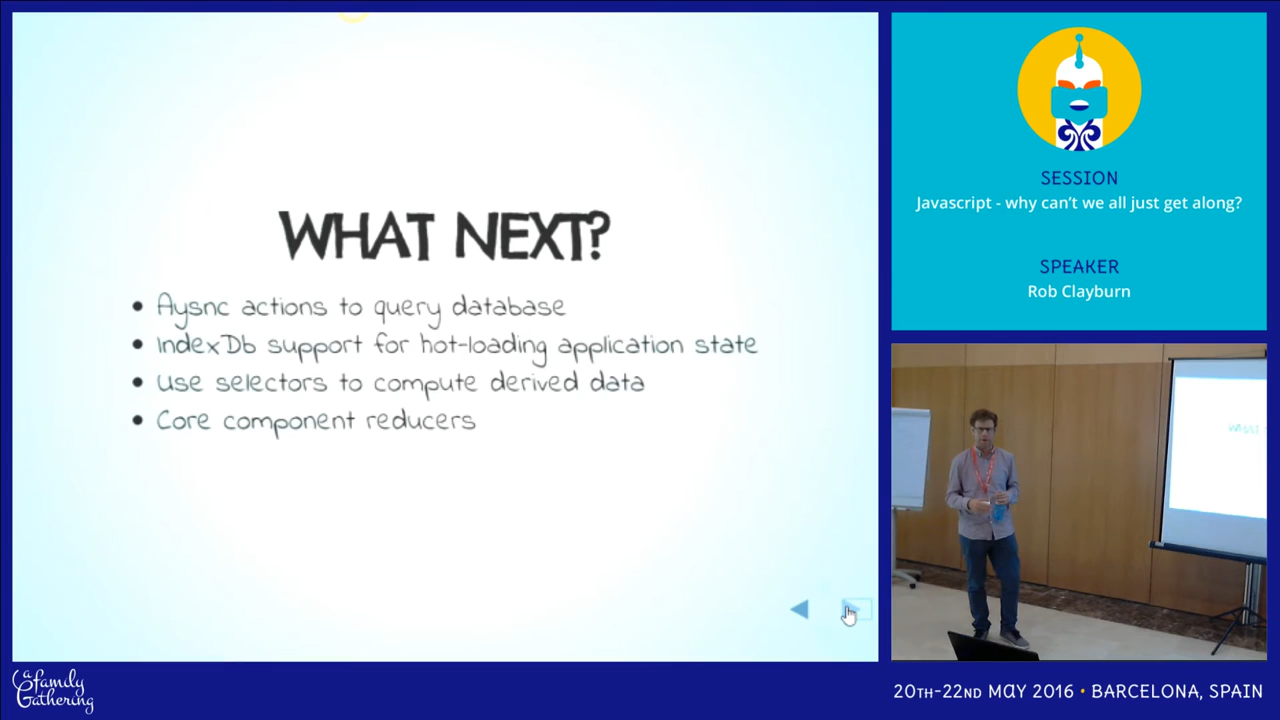 WHAT NEXT?
Aysnc actions to query database
IndexDb support for hot-loading application state
Use selectors to compute derived data
Core component reducers
SESSION
Javascript - why can't we all just get along?
SPEAKER
Rob Clayburn
a family
Gathering
20TH-22ND MAY 2016 • BARCELONA, SPAIN